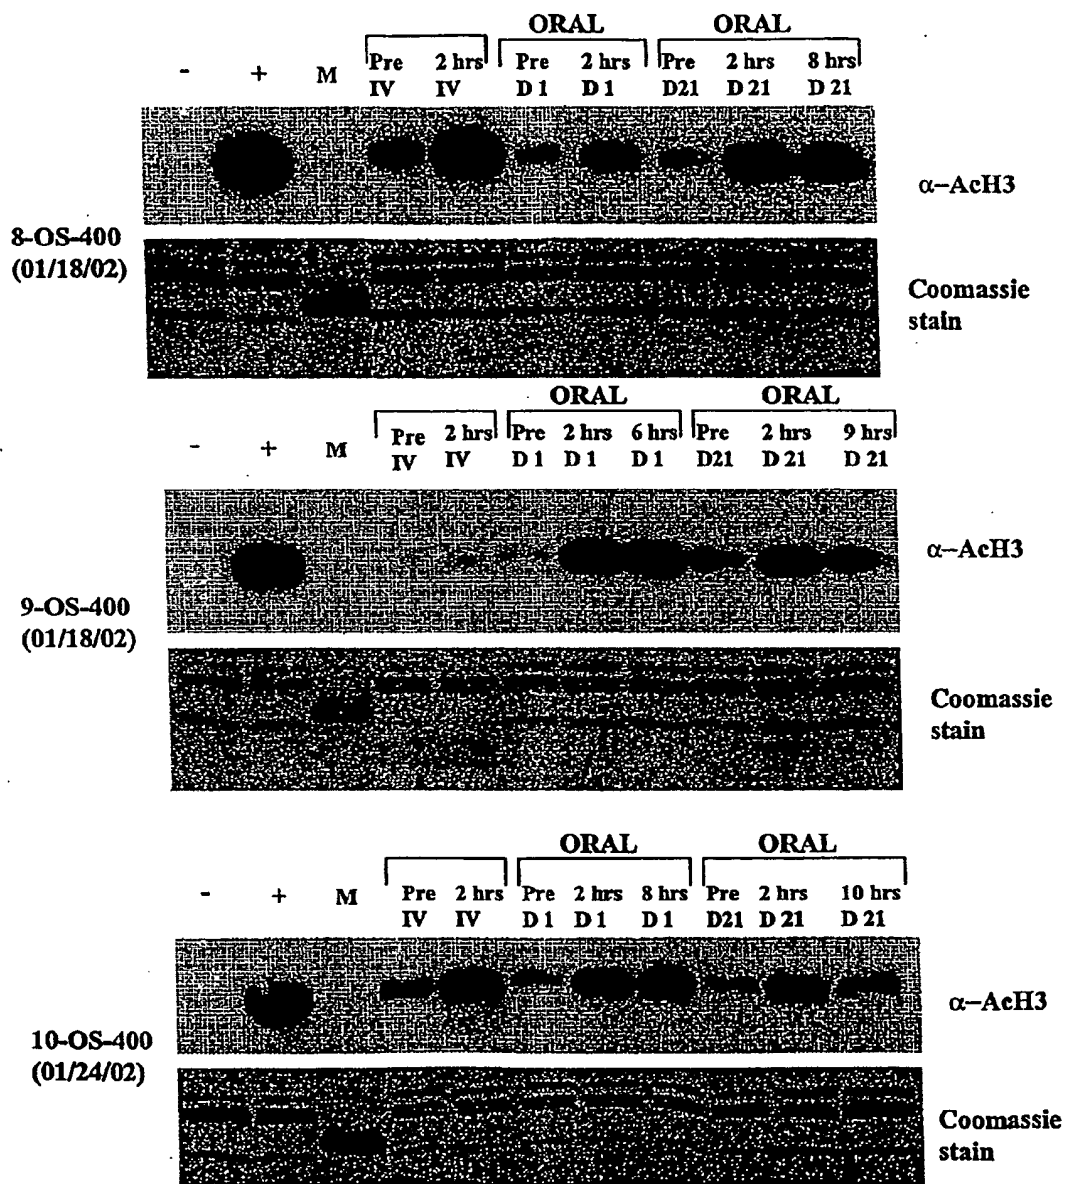 ORAL ORAL
- + M Pre 2 hrs Pre 2 hrs Pre 2 hrs 8 hrs
IV IV D 1 D 1 D21 D 21 D 21
α–AcH3
8-OS-400
(01/18/02)
Coomassie
stain
ORAL ORAL
- + M Pre 2 hrs Pre 2 hrs 6 hrs Pre 2 hrs 9 hrs
IV IV D 1 D 1 D 1 D21 D 21 D 21
α–AcH3
9-OS-400
(01/18/02)
Coomassie
stain
ORAL ORAL
- + M Pre 2 hrs Pre 2 hrs 8 hrs Pre 2 hrs 10 hrs
IV IV D 1 D 1 D 1 D21 D 21 D 21
α–AcH3
10-OS-400
(01/24/02)
Coomassie
stain